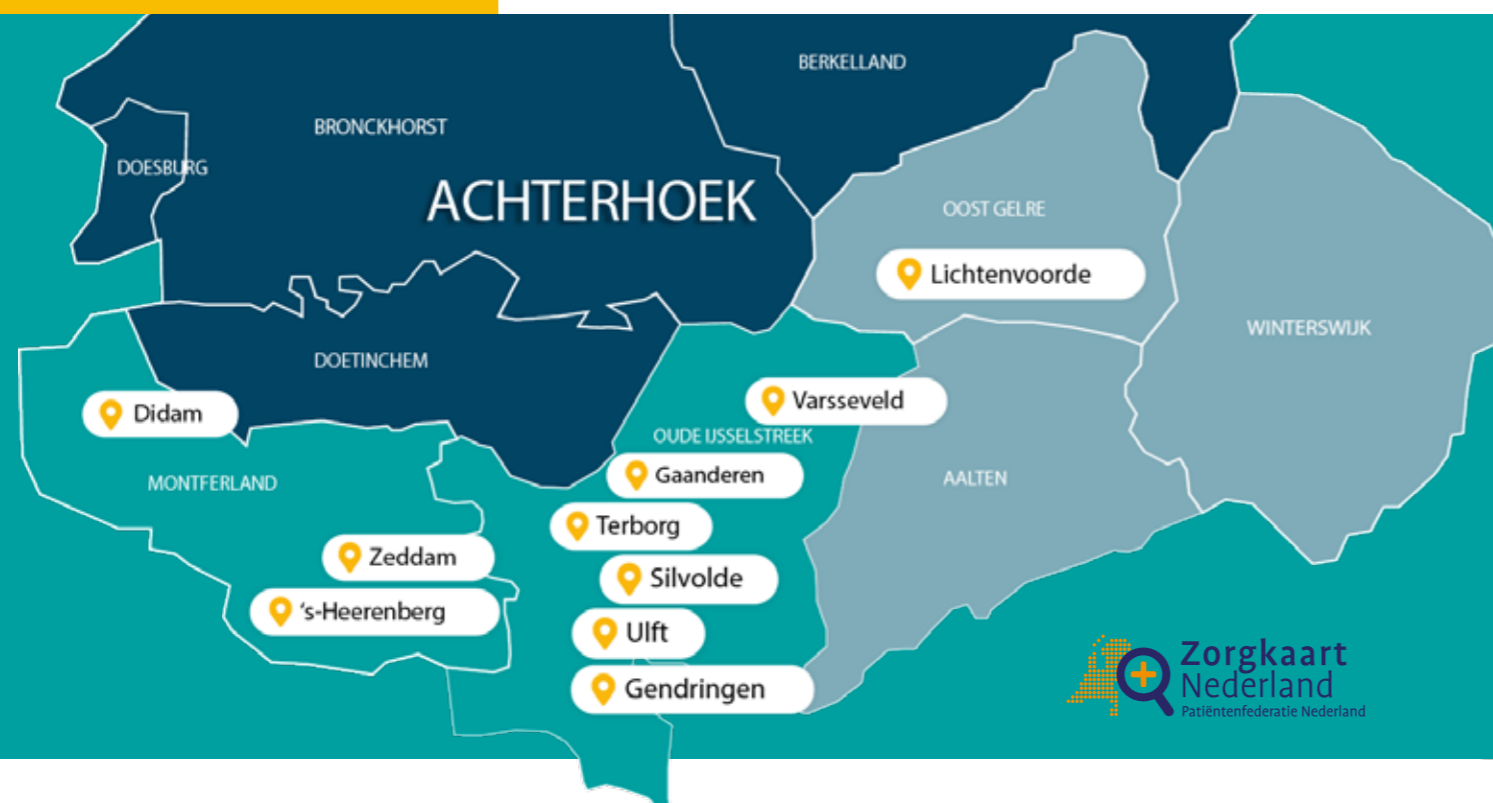 BERKELLAND
BRONCKHORST
DOESBURG
ACHTERHOEK
OOST GELRE
Lichtenvoorde
WINTERSWIJK
DOETINCHEM
Didam
Varsseveld
OUDE IJSSELSTREEK
Gaanderen
AALTEN
MONTFERLAND
Terborg
Zeddam
Silvolde
's-Heerenberg
Ulft
Gendringen
Zorgkaart
Nederland
Patiëntenfederatie Nederland